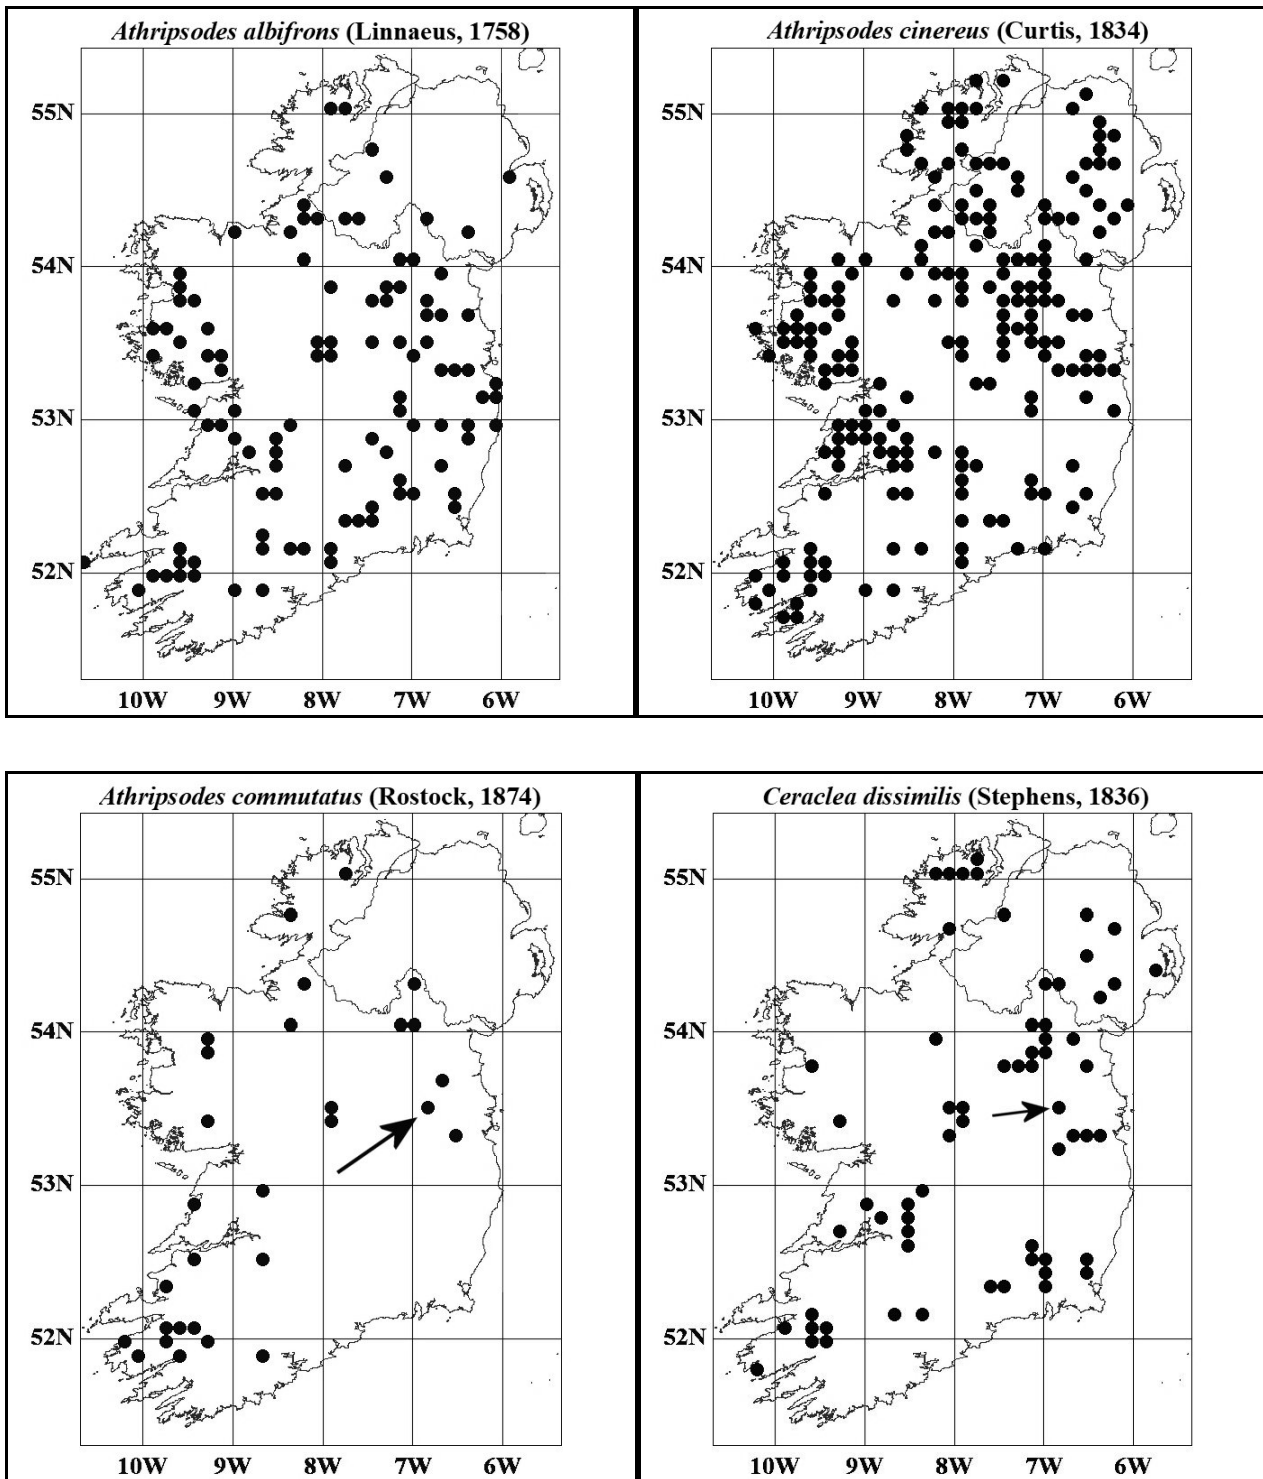 Athripsodes albifrons (Linnaeus, 1758)
55N
54N
53N
52N
10W 9W 8W 7W 6W
Athripsodes cinereus (Curtis, 1834)
55N
54N
53N
52N
10W 9W 8W 7W 6W
Athripsodes commutatus (Rostock, 1874)
55N
54N
53N
52N
10W 9W 8W 7W 6W
Ceraclea dissimilis (Stephens, 1836)
55N
54N
53N
52N
10W 9W 8W 7W 6W